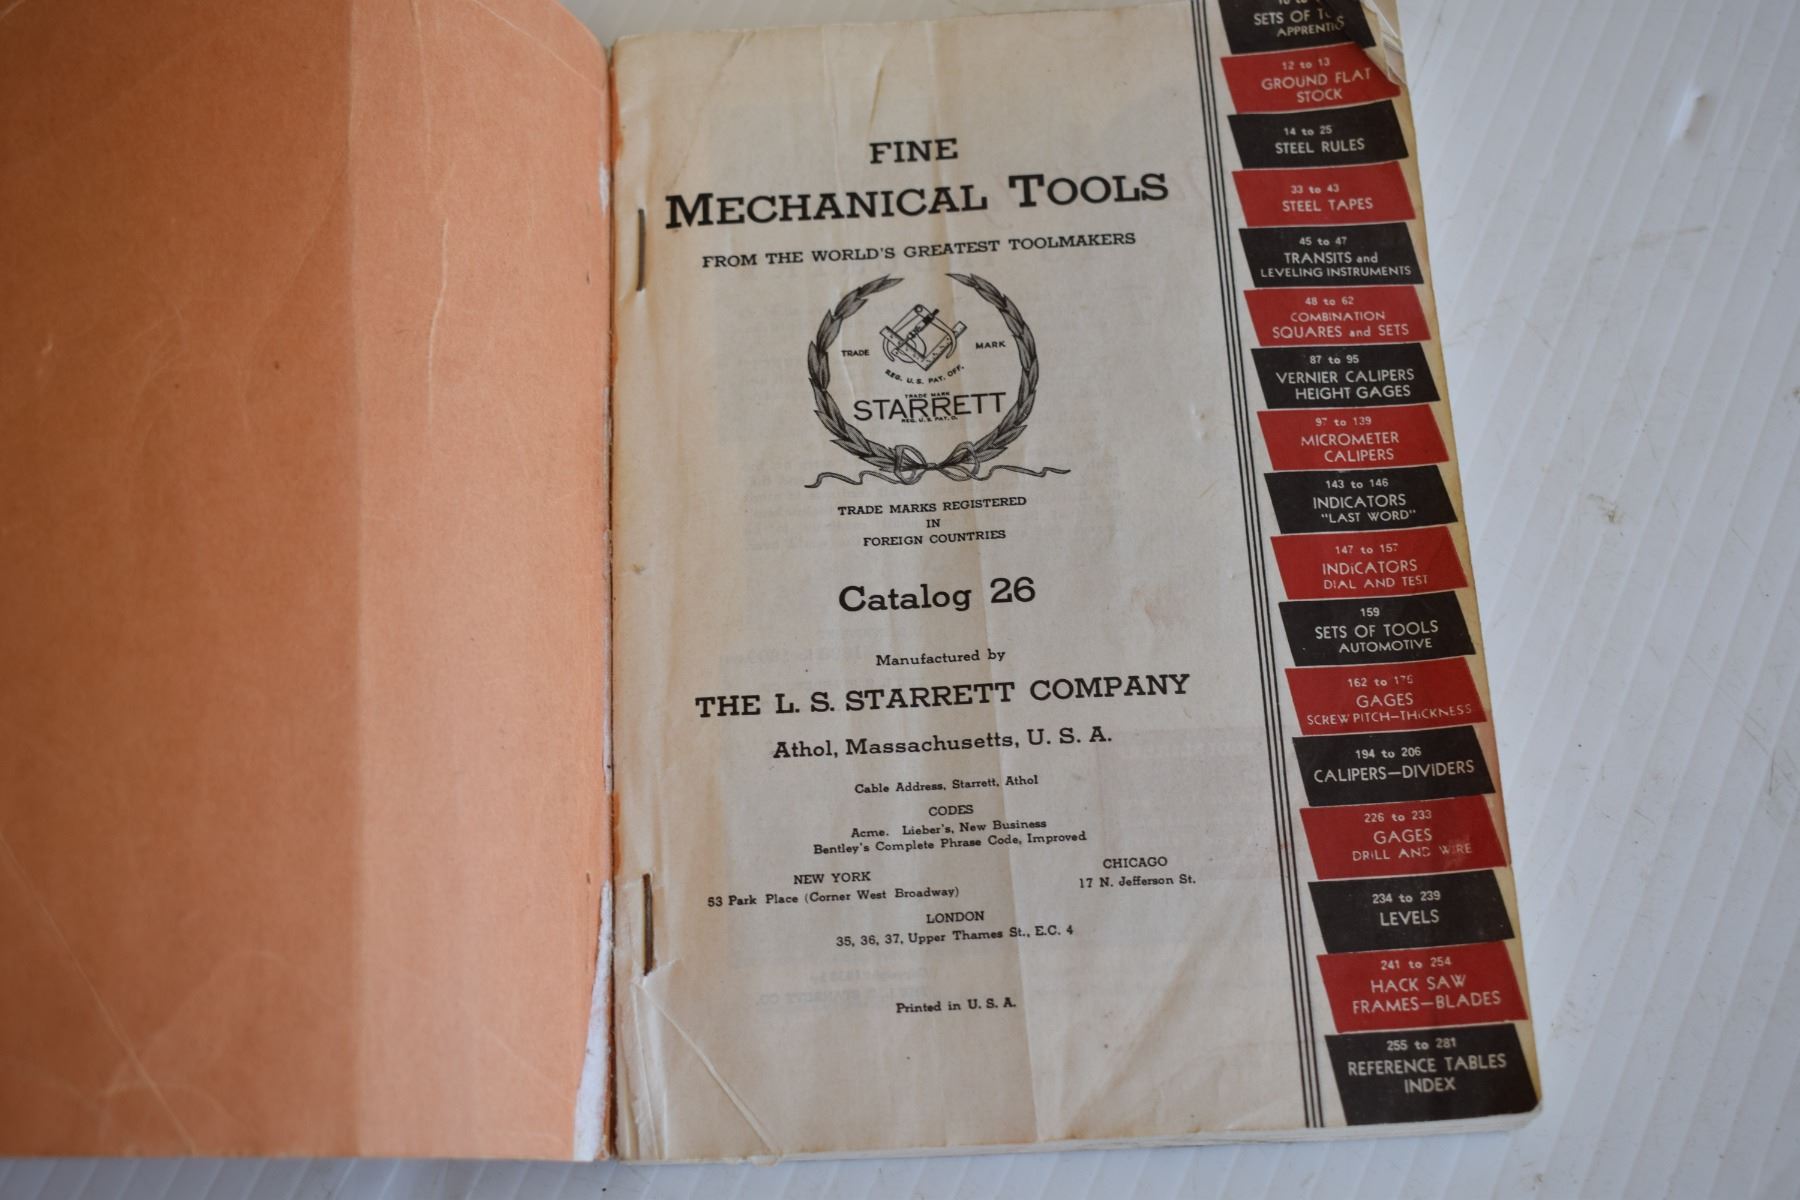 FINE
MECHANICAL TOOLS
FROM THE WORLD'S GREATEST TOOLMAKERS
TRADE MARK
REG. U.S. PAT. OFF.
TRADE MARK
STARRETT
REG. U.S. PAT. O.
TRADE MARKS REGISTERED
IN
FOREIGN COUNTRIES
Catalog 26
Manufactured by
THE L. S. STARRETT COMPANY
Athol, Massachusetts, U. S. A.
Cable Address, Starrett, Athol
CODES
Acme. Lieber's, New Business
Bentley's Complete Phrase Code, Improved
NEW YORK
53 Park Place (Corner West Broadway)
CHICAGO
17 N. Jefferson St.
LONDON
35, 36, 37, Upper Thames St., E.C. 4
Printed in U. S. A.
SETS OF
12 to 13
GROUND FLAT
STOCK
14 to 25
STEEL RULES
33 to 43
STEEL TAPES
45 to 47
TRANSITS and
LEVELING INSTRUMENTS
48 to 62
COMBINATION
SQUARES and SETS
87 to 95
VERNIER CALIPERS
HEIGHT GAGES
97 to 139
MICROMETER
CALIPERS
143 to 146
INDICATORS
"LAST WORD"
147 to 157
INDICATORS
DIAL AND TEST
159
SETS OF TOOLS
AUTOMOTIVE
162 to
GAGES
SCREW PITCH—THICKNESS
194 to 206
CALIPERS—DIVIDERS
226 to 233
GAGES
DRILL AND WIRE
234 to 239
LEVELS
241 to 254
HACK SAW
FRAMES—BLADES
255 to 281
REFERENCE TABLES
INDEX